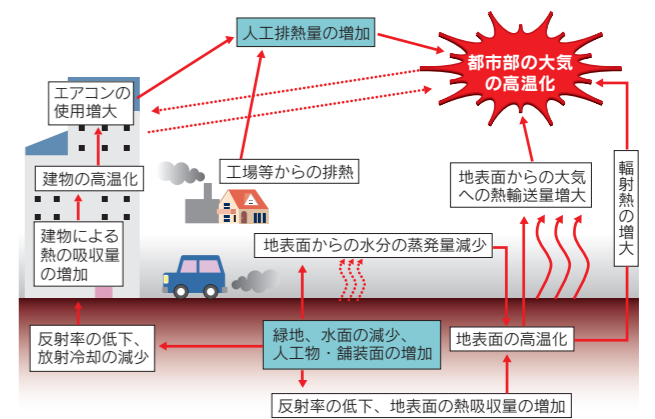 人工排熱量の増加
都市部の大気
の高温化
エアコンの
使用増大
建物の高温化
工場等からの排熱
地表面からの大気
への熱輸送量増大
輻射熱の増大
建物による
熱の吸収量
の増加
地表面からの水分の蒸発量減少
反射率の低下、
放射冷却の減少
緑地、水面の減少、
人工物・舗装面の増加
地表面の高温化
反射率の低下、地表面の熱吸収量の増加